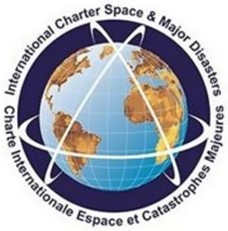 International Charter Space & Major Disasters
Charte Internationale Espace et Catastrophes Majeures